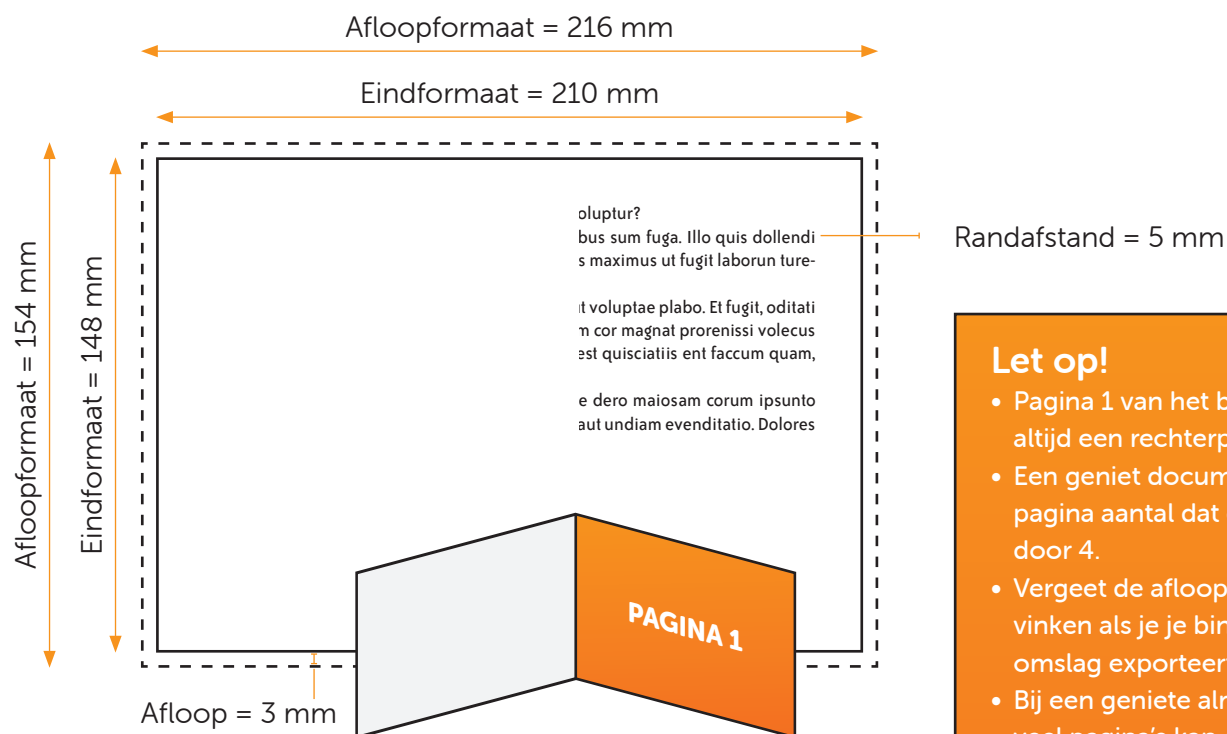 Afloopformaat = 216 mm
Eindformaat = 210 mm
Afloopformaat = 154 mm
Eindformaat = 148 mm
oluptur?
bus sum fuga. Illo quis dollendi
s maximus ut fugit laborun ture-
t voluptae plabo. Et fugit, oditati
m cor magnat prorenissi volecus
est quisciatiis ent faccum quam,
e dero maiosam corum ipsunto
aut undiam evenditatio. Dolores
Randafstand = 5 mm
PAGINA 1
Afloop = 3 mm
Let op!
• Pagina 1 van het b
altijd een rechterp
• Een geniet docum
pagina aantal dat
door 4.
• Vergeet de afloop
vinken als je je bin
omslag exporteer
• Bij een geniete alr